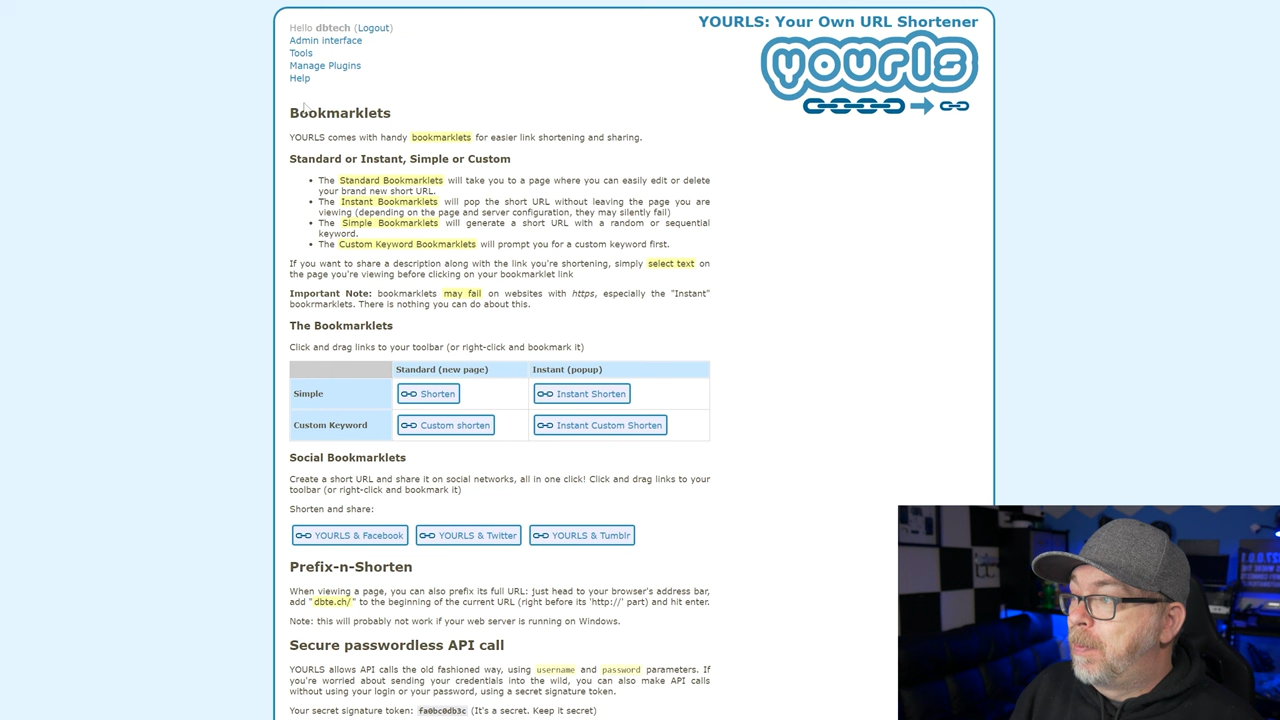 Hello dbtech (Logout)
Admin interface
Tools
Manage Plugins
Help
YOURLS: Your Own URL Shortener
yourls
Bookmarklets
YOURLS comes with handy bookmarklets for easier link shortening and sharing.
Standard or Instant, Simple or Custom
• The Standard Bookmarklets will take you to a page where you can easily edit or delete
your brand new short URL.
• The Instant Bookmarklets will pop the short URL without leaving the page you are
viewing (depending on the page and server configuration, they may silently fail)
• The Simple Bookmarklets will generate a short URL with a random or sequential
keyword.
• The Custom Keyword Bookmarklets will prompt you for a custom keyword first.
If you want to share a description along with the link you're shortening, simply select text on
the page you're viewing before clicking on your bookmarklet link
Important Note: bookmarklets may fail on websites with https, especially the "Instant"
bookrmarklets. There is nothing you can do about this.
The Bookmarklets
Click and drag links to your toolbar (or right-click and bookmark it)
Standard (new page) Instant (popup)
Simple Shorten Instant Shorten
Custom Keyword Custom shorten Instant Custom Shorten
Social Bookmarklets
Create a short URL and share it on social networks, all in one click! Click and drag links to your
toolbar (or right-click and bookmark it)
Shorten and share:
YOURLS & Facebook YOURLS & Twitter YOURLS & Tumblr
Prefix-n-Shorten
When viewing a page, you can also prefix its full URL: just head to your browser's address bar,
add "dbte.ch/" to the beginning of the current URL (right before its 'http://' part) and hit enter.
Note: this will probably not work if your web server is running on Windows.
Secure passwordless API call
YOURLS allows API calls the old fashioned way, using username and password parameters. If
you're worried about sending your credentials into the wild, you can also make API calls
without using your login or your password, using a secret signature token.
Your secret signature token: fa0bc0db3c (It's a secret. Keep it secret)